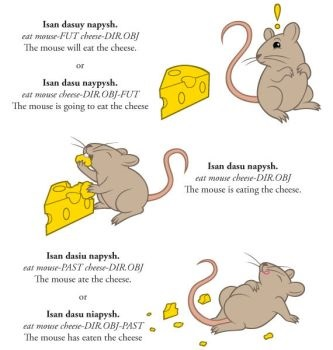 Isan dasuy napysh.
eat mouse-FUT cheese-DIR.OBJ
The mouse will eat the cheese.
or
Isan dasu naypysh.
eat mouse cheese-DIR.OBJ-FUT
The mouse is going to eat the cheese
!
Isan dasu napysh.
eat mouse cheese-DIR.OBJ
The mouse is eating the cheese.
Isan dasiu napysh.
eat mouse-PAST cheese-DIR.OBJ
The mouse ate the cheese.
or
Isan dasu niapysh.
eat mouse cheese-DIR.OBJ-PAST
The mouse has eaten the cheese